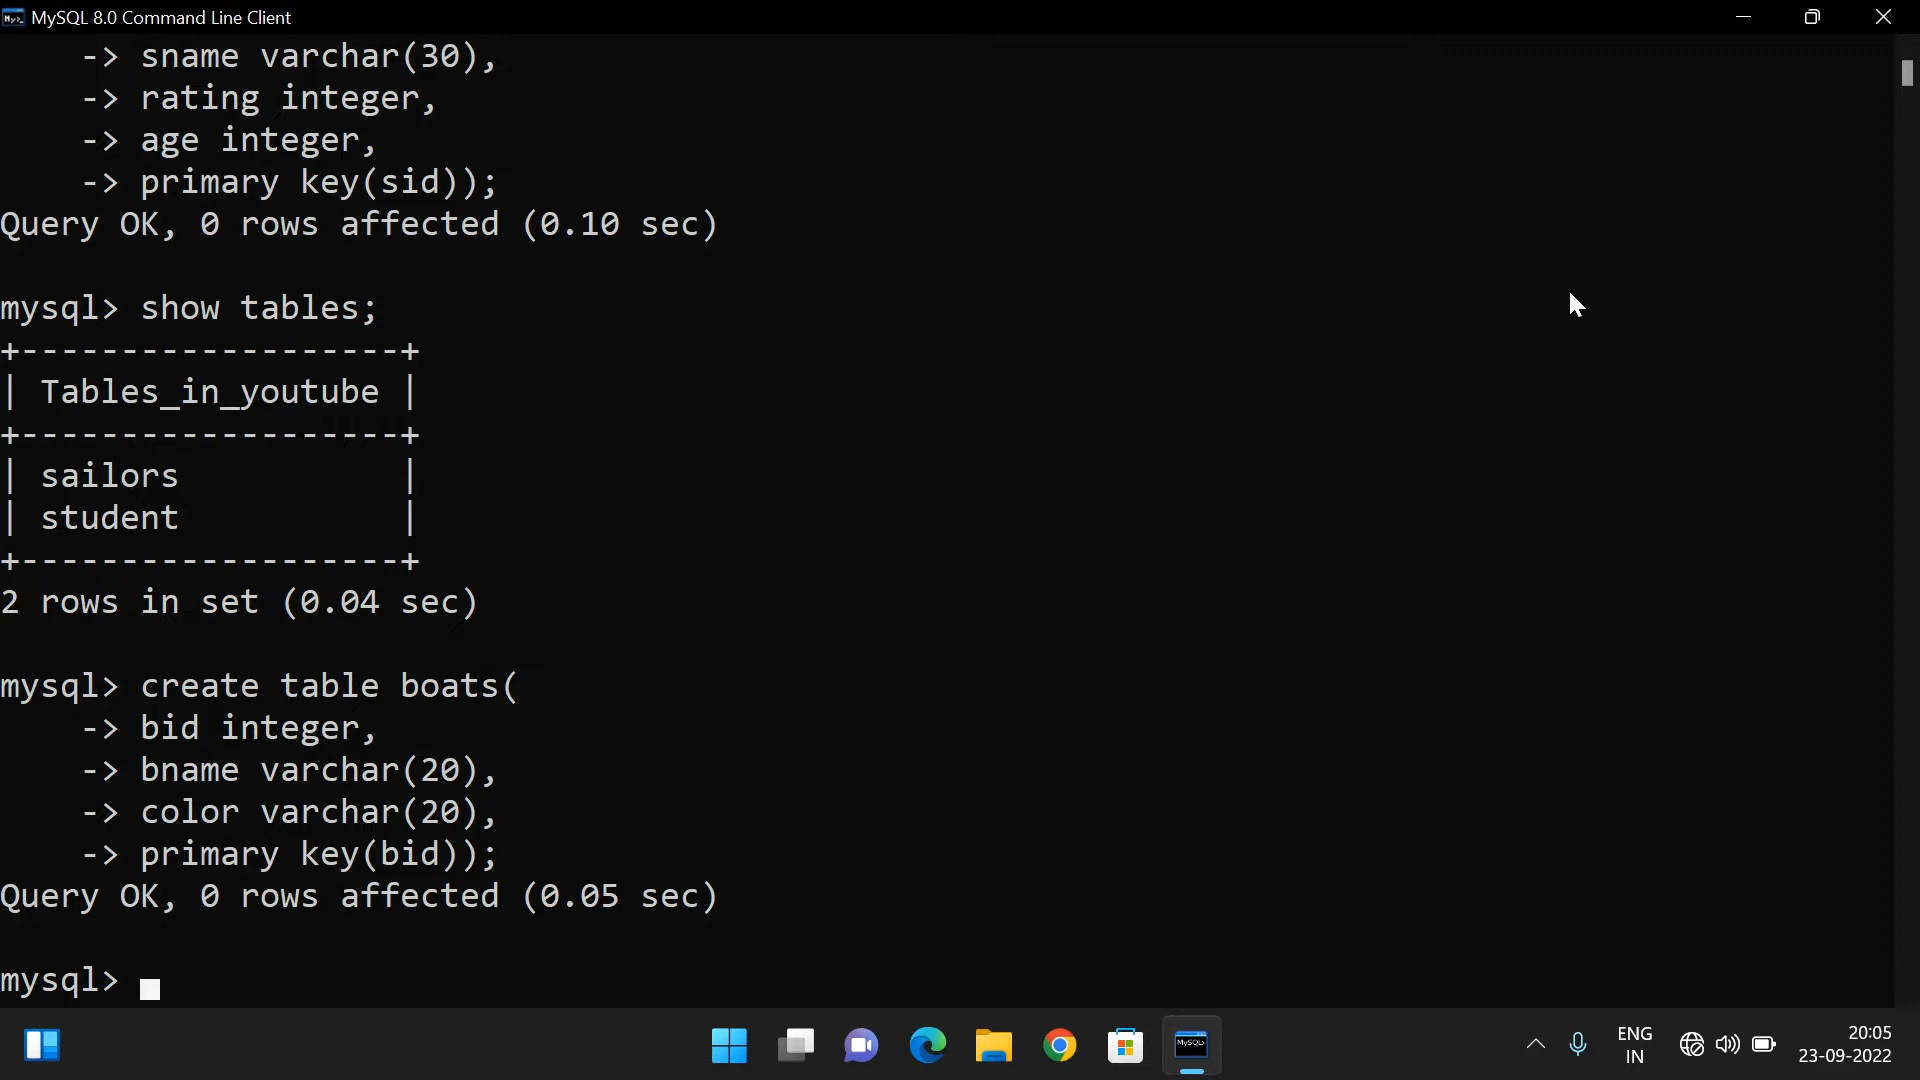 MySQL 8.0 Command Line Client
-> sname varchar(30),
-> rating integer,
-> age integer,
-> primary key(sid));
Query OK, 0 rows affected (0.10 sec)
mysql> show tables;
+-------------------+
| Tables_in_youtube |
+-------------------+
| sailors           |
| student           |
+-------------------+
2 rows in set (0.04 sec)
mysql> create table boats(
-> bid integer,
-> bname varchar(20),
-> color varchar(20),
-> primary key(bid));
Query OK, 0 rows affected (0.05 sec)
mysql>
MySQL>
ENG
IN
20:05
23-09-2022